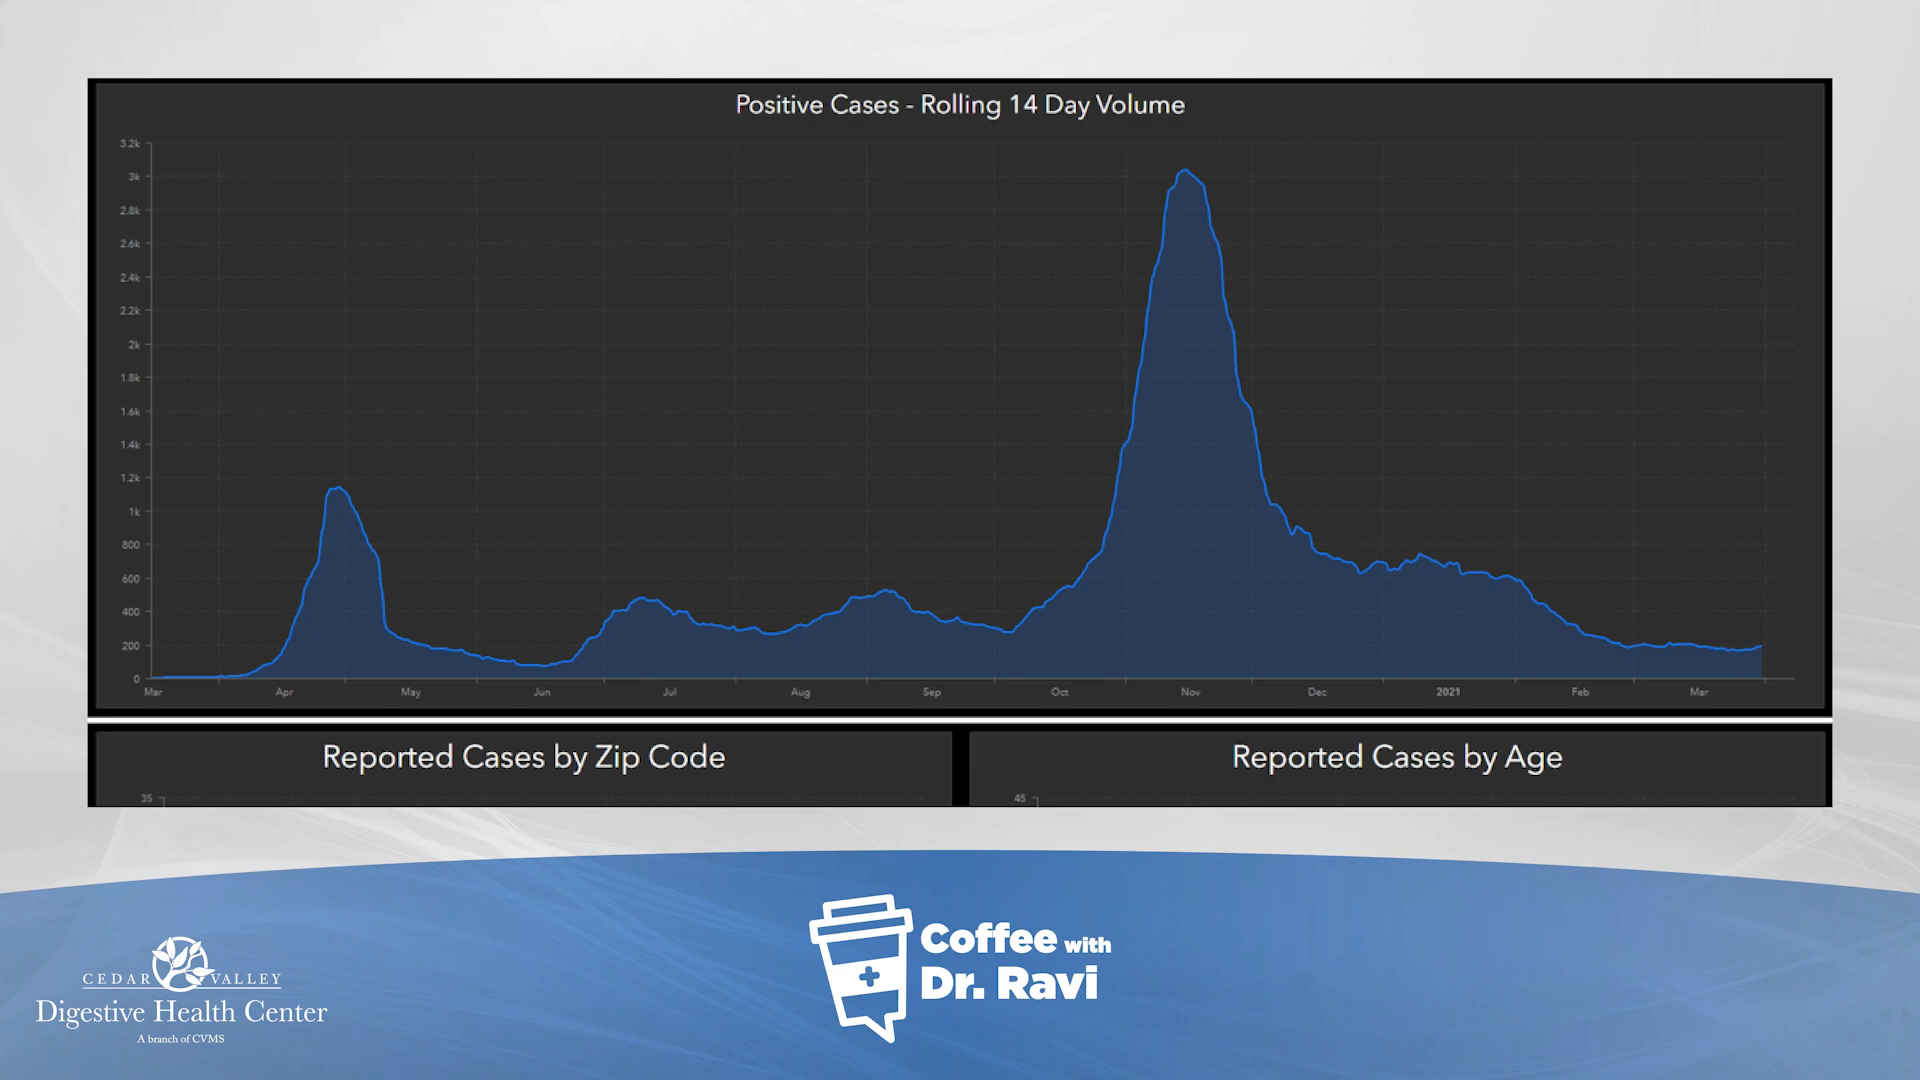 Positive Cases - Rolling 14 Day Volume
3.2k
3k
2.8k
2.6k
2.4k
2.2k
2k
1.8k
1.6k
1.4k
1.2k
1k
800
600
400
200
0
Mar Apr May Jun Jul Aug Sep Oct Nov Dec 2021 Feb Mar
Reported Cases by Zip Code
35
Reported Cases by Age
45
CEDAR VALLEY
Digestive Health Center
A branch of CVMS
Coffee with
Dr. Ravi